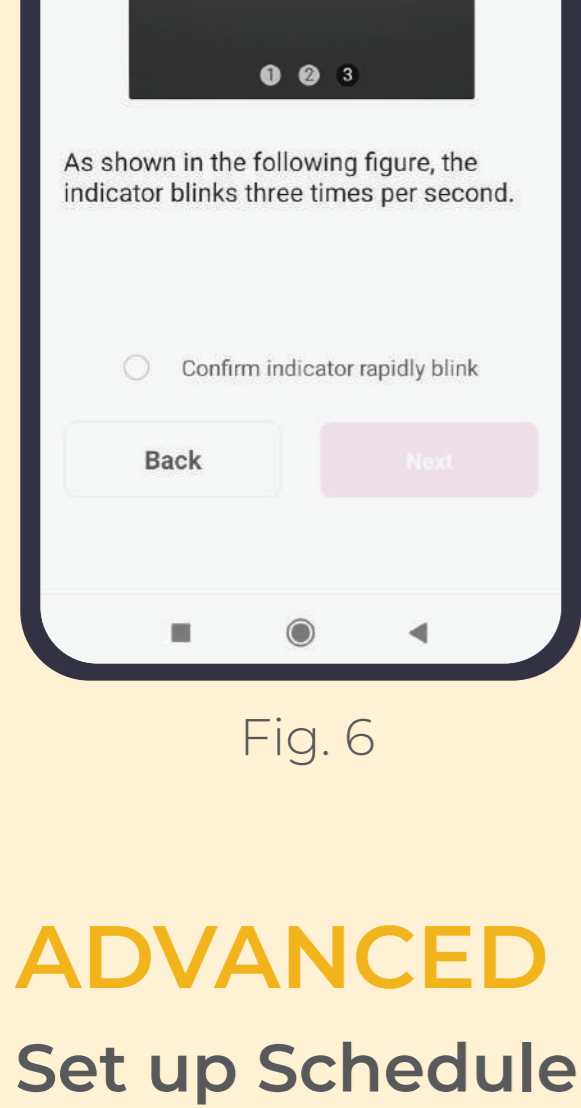 1 2 3
As shown in the following figure, the
indicator blinks three times per second.
Confirm indicator rapidly blink
Back Next
Fig. 6
ADVANCED
Set up Schedule